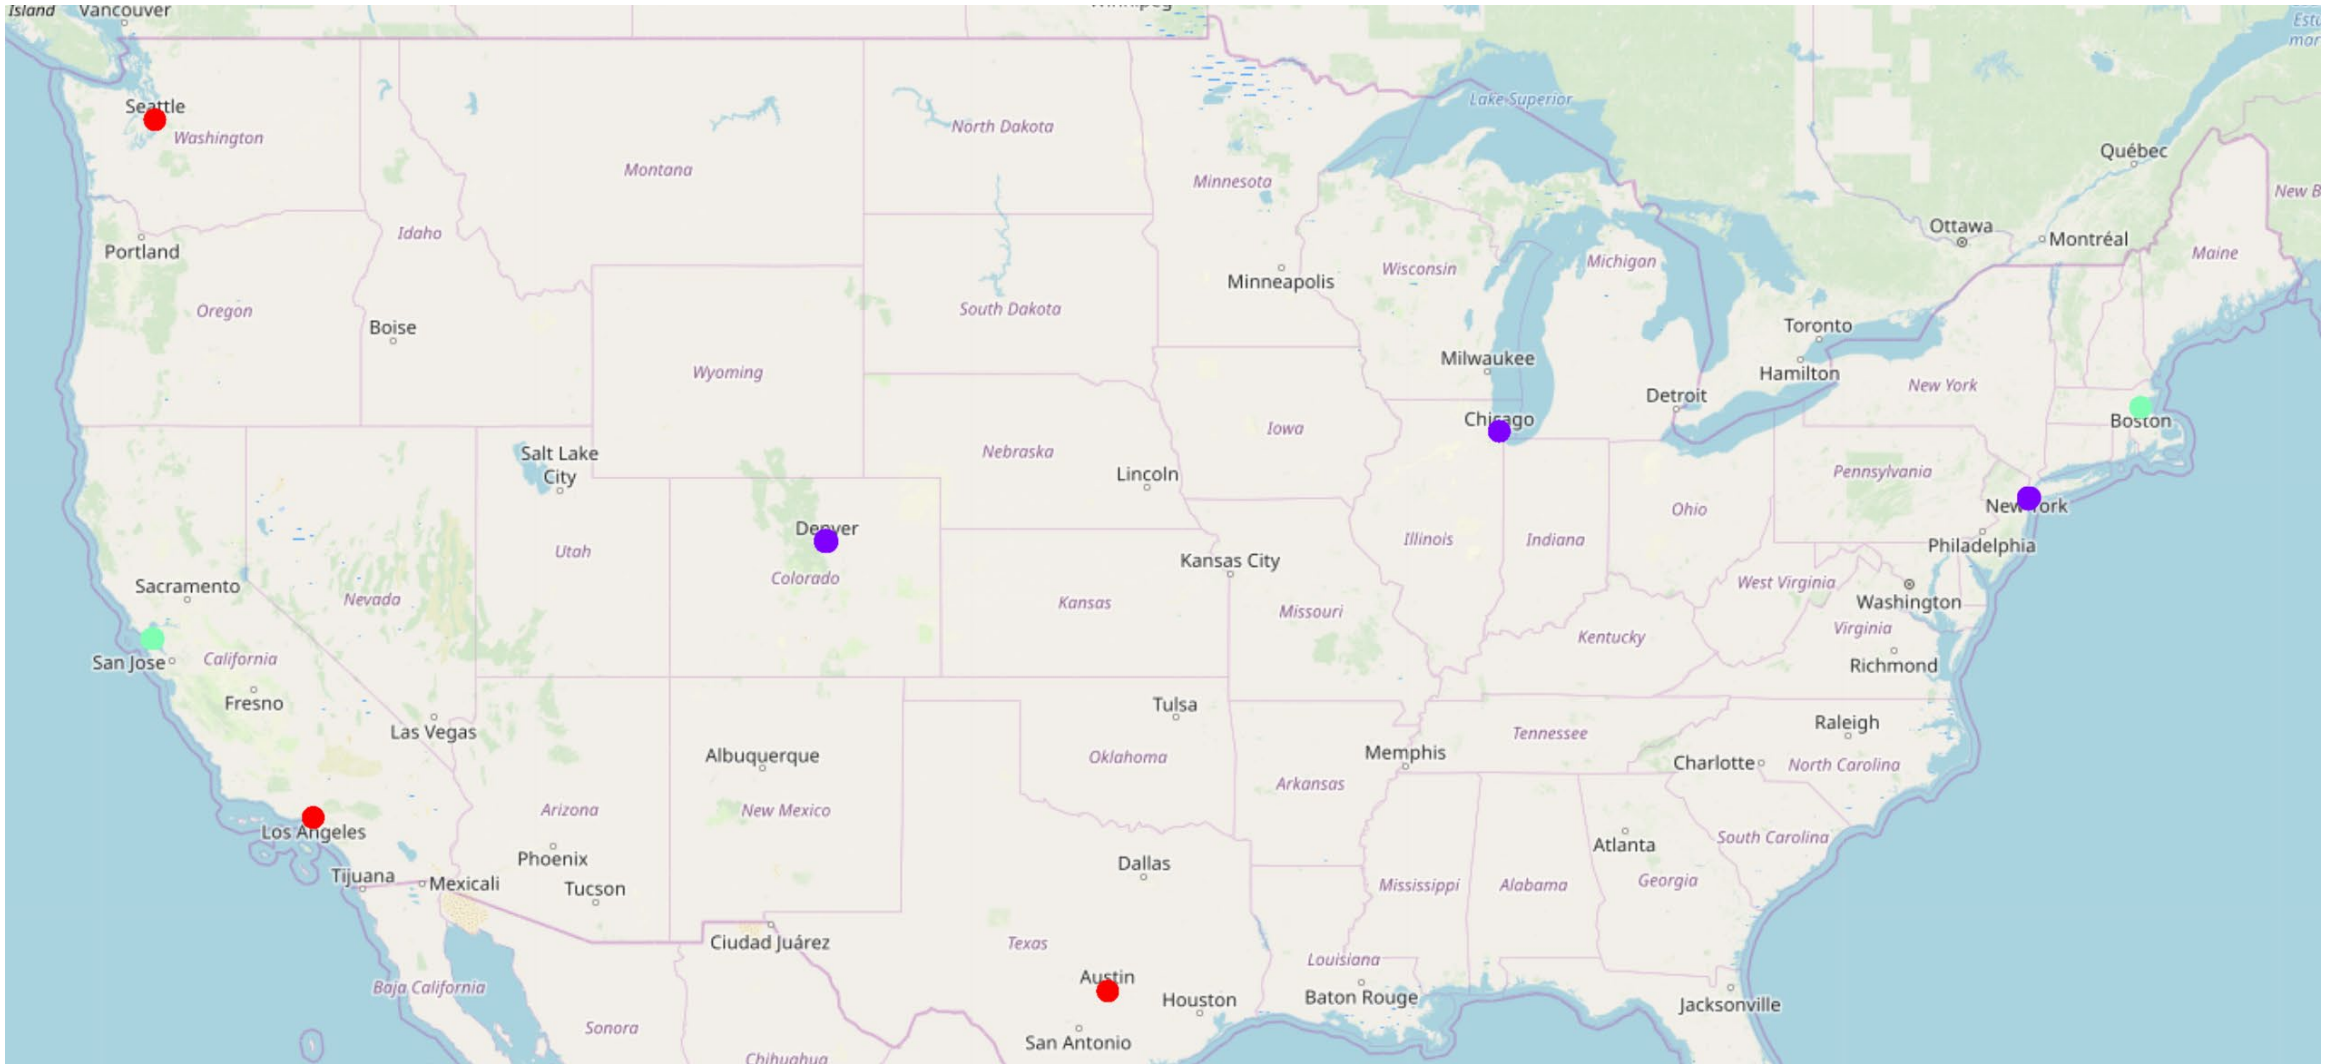 Island
Vancouver
Winnipeg
Estu
mar
Seattle
Washington
Lake Superior
North Dakota
Montana
Minnesota
Québec
New B
Portland
Idaho
Ottawa
Montréal
Maine
Minneapolis
Wisconsin
Michigan
Oregon
South Dakota
Boise
Toronto
Milwaukee
Hamilton
Wyoming
New York
Detroit
Chicago
Boston
Iowa
Salt Lake
City
Nebraska
Lincoln
Pennsylvania
New York
Ohio
Denver
Utah
Illinois
Indiana
Philadelphia
Kansas City
Colorado
Sacramento
Nevada
Kansas
Missouri
West Virginia
Washington
Virginia
Kentucky
San Jose
California
Richmond
Fresno
Tulsa
Las Vegas
Raleigh
Tennessee
Albuquerque
Oklahoma
Memphis
Charlotte
North Carolina
Arkansas
Arizona
New Mexico
Los Angeles
South Carolina
Atlanta
Phoenix
Dallas
Tijuana
Mexicali
Tucson
Mississippi
Alabama
Georgia
Ciudad Juárez
Texas
Louisiana
Austin
Baja California
Houston
Baton Rouge
Jacksonville
Sonora
San Antonio
Chihuahua